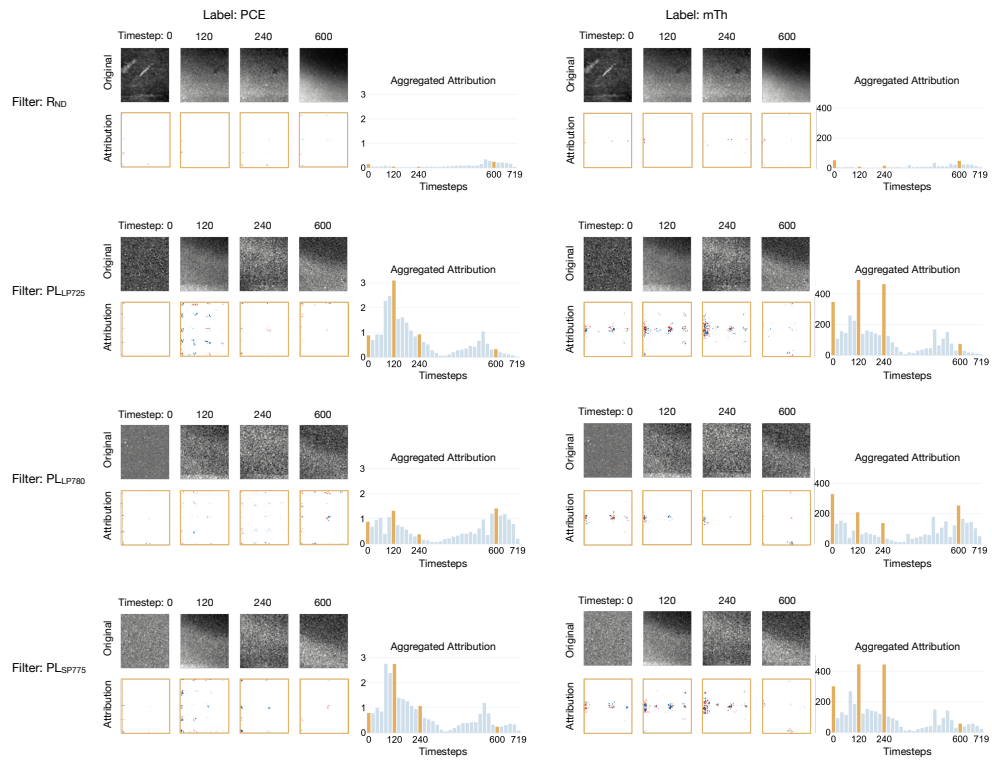 Label: PCE
Label: mTh
Filter: RND
Timestep: 0 120 240 600
Original
Attribution
Aggregated Attribution
3
2
1
0
0 120 240 600 719
Timesteps
Timestep: 0 120 240 600
Original
Attribution
Aggregated Attribution
400
200
0
0 120 240 600 719
Timesteps
Filter: PLLP725
Timestep: 0 120 240 600
Original
Attribution
Aggregated Attribution
3
2
1
0
0 120 240 600 719
Timesteps
Timestep: 0 120 240 600
Original
Attribution
Aggregated Attribution
400
200
0
0 120 240 600 719
Timesteps
Filter: PLLP780
Timestep: 0 120 240 600
Original
Attribution
Aggregated Attribution
3
2
1
0
0 120 240 600 719
Timesteps
Timestep: 0 120 240 600
Original
Attribution
Aggregated Attribution
400
200
0
0 120 240 600 719
Timesteps
Filter: PLSP775
Timestep: 0 120 240 600
Original
Attribution
Aggregated Attribution
3
2
1
0
0 120 240 600 719
Timesteps
Timestep: 0 120 240 600
Original
Attribution
Aggregated Attribution
400
200
0
0 120 240 600 719
Timesteps